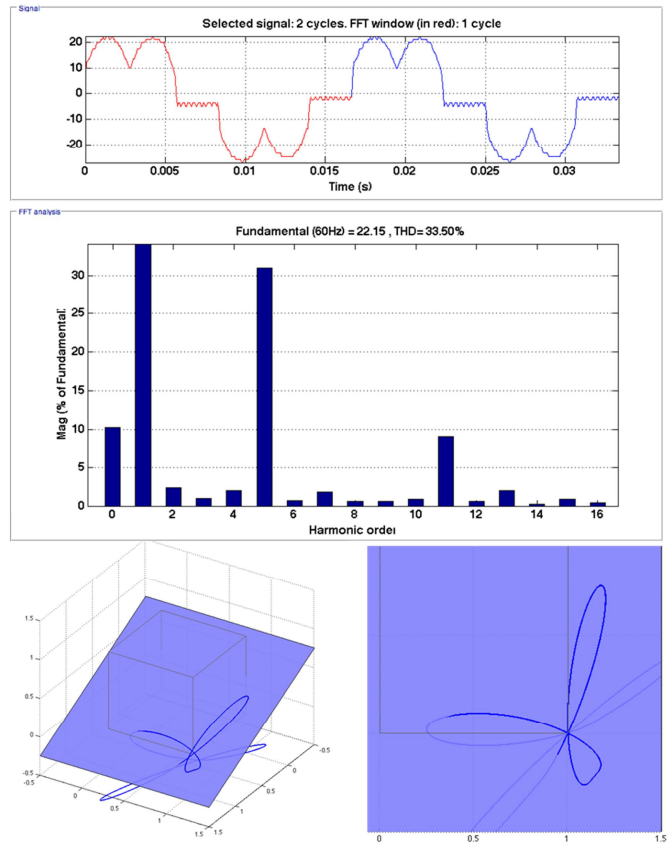 Signal
Selected signal: 2 cycles. FFT window (in red): 1 cycle
20
10
0
-10
-20
0 0.005 0.01 0.015 0.02 0.025 0.03
Time (s)
FFT analysis
Fundamental (60Hz) = 22.15 , THD= 33.50%
Mag (% of Fundamental)
30
25
20
15
10
5
0
0 2 4 6 8 10 12 14 16
Harmonic order
1.5
1
0.5
0
-0.5
-0.5
0
0.5
1
1.5
-0.5
0
0.5
1
1.5
0 0.5 1 1.5